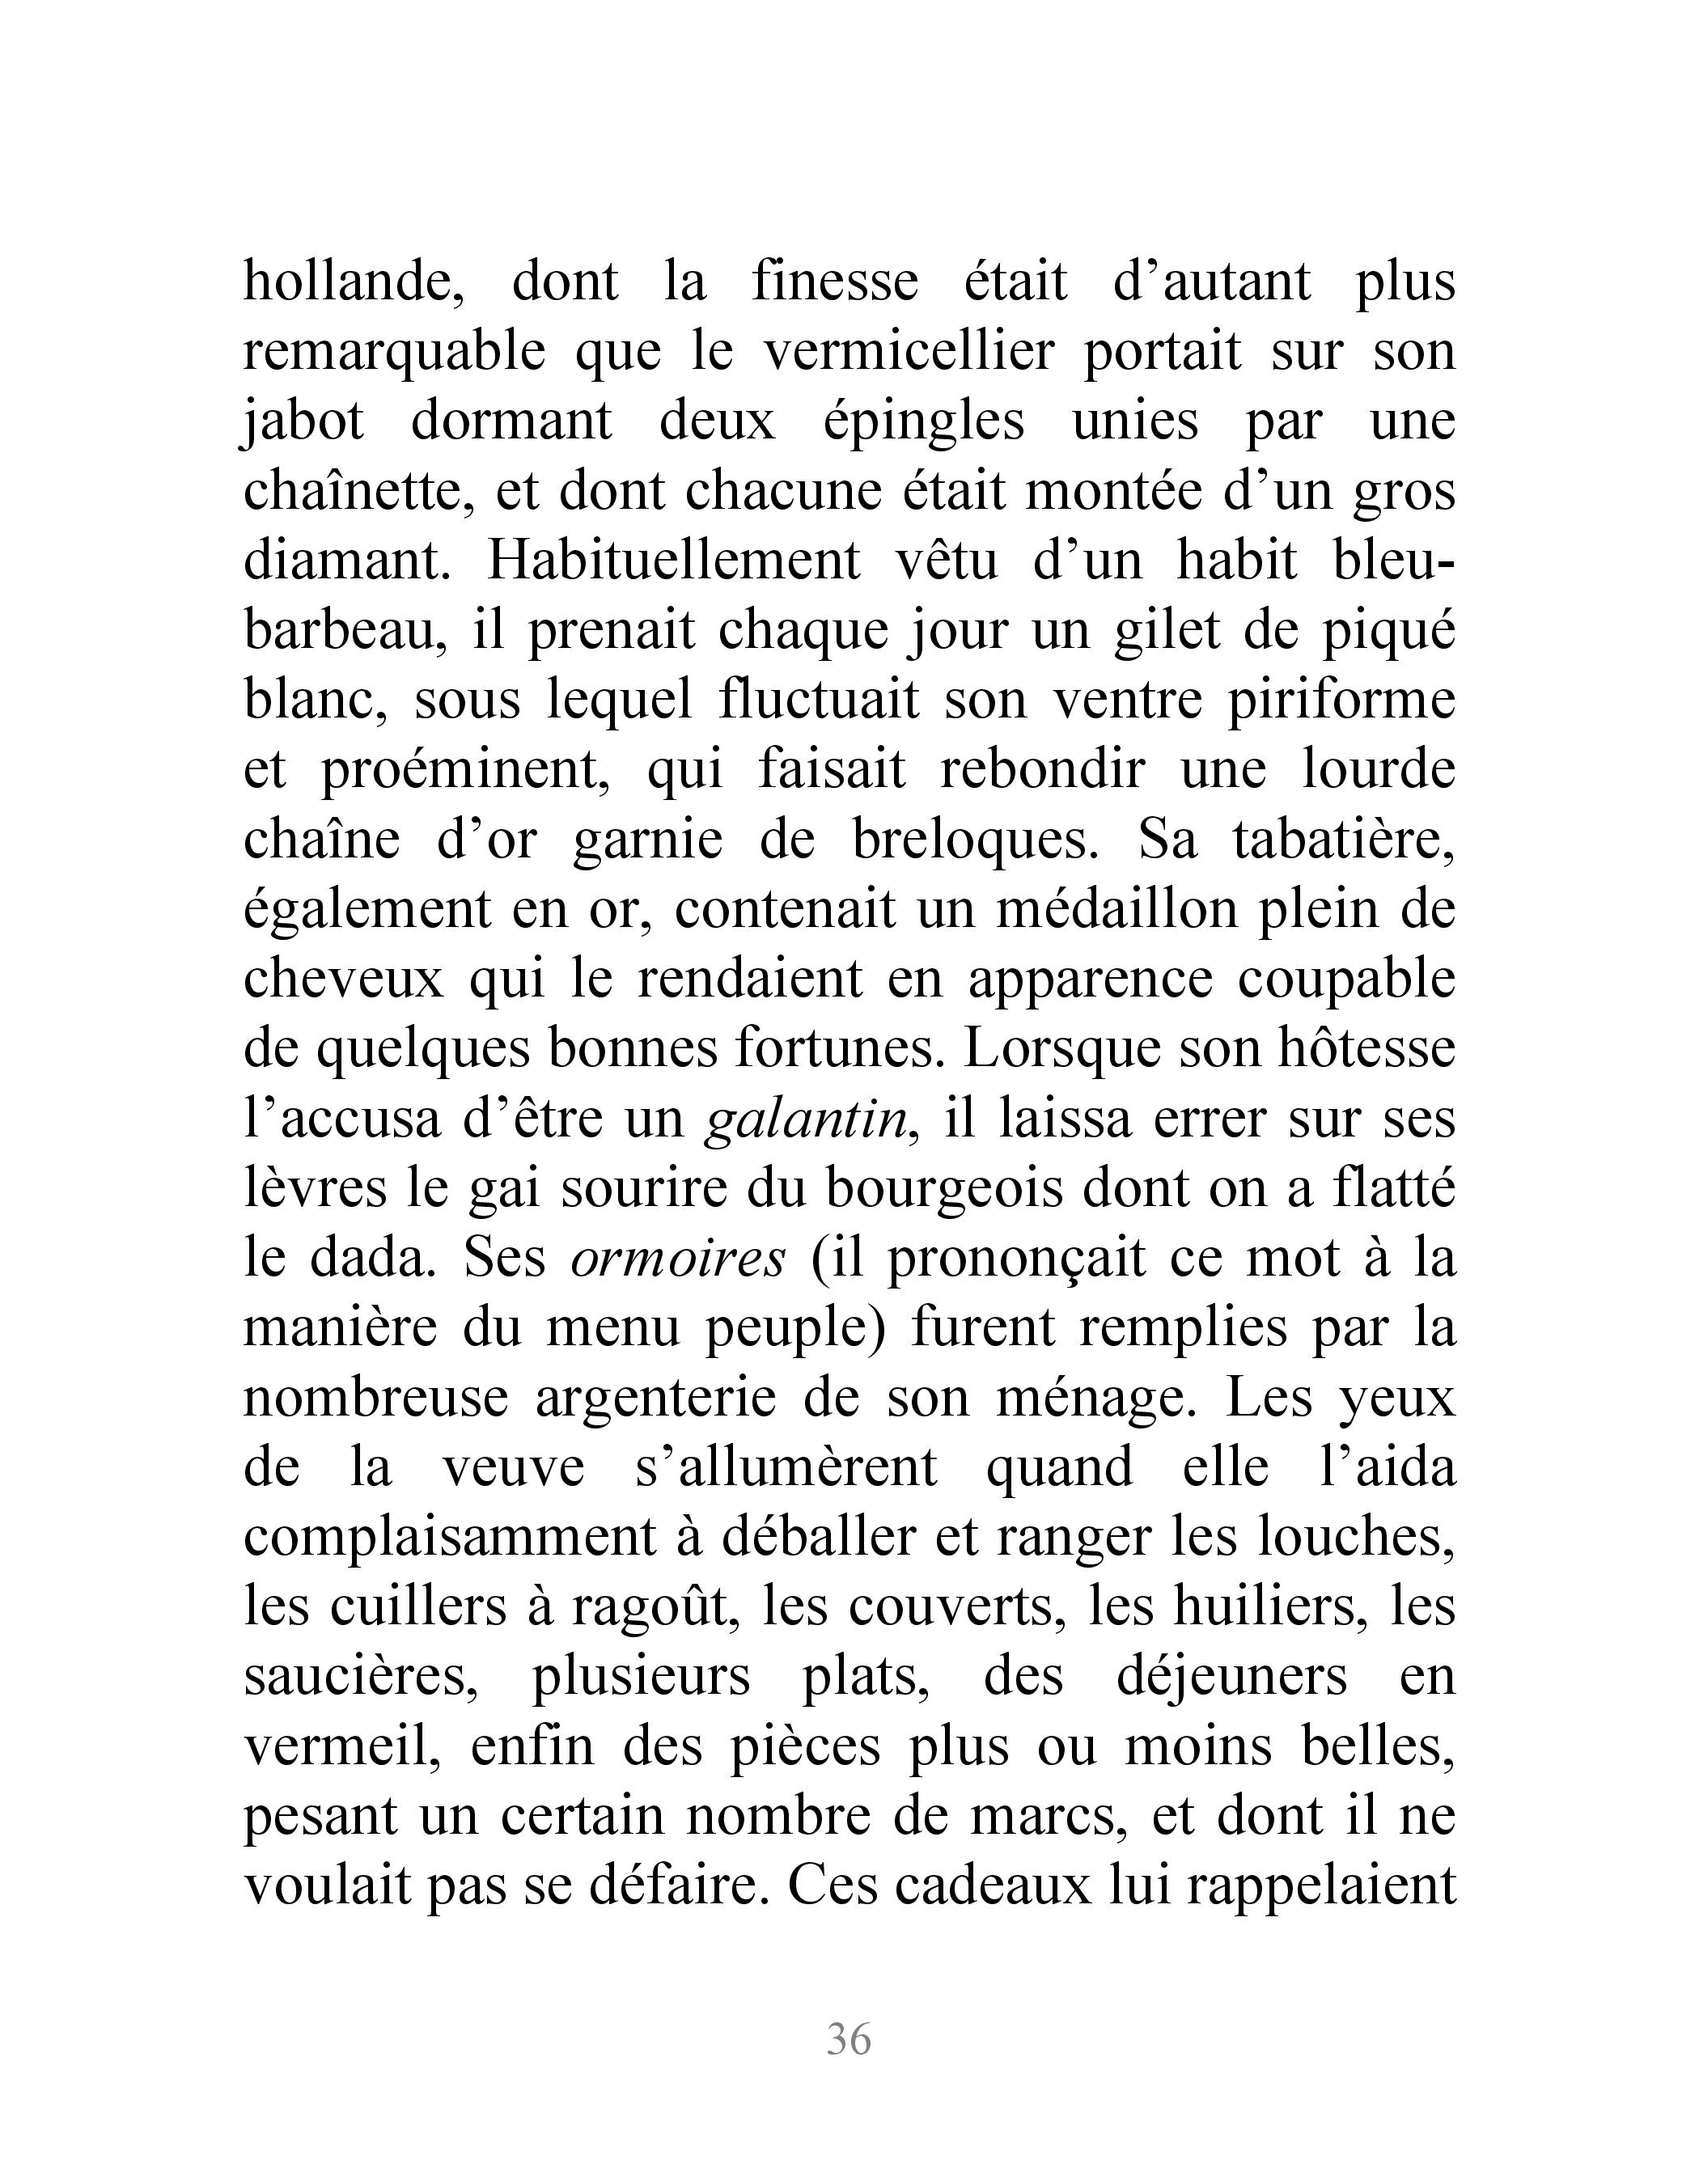 hollande, dont la finesse était d’autant plus
remarquable que le vermicellier portait sur son
jabot dormant deux épingles unies par une
chaînette, et dont chacune était montée d’un gros
diamant. Habituellement vêtu d’un habit bleu-
barbeau, il prenait chaque jour un gilet de piqué
blanc, sous lequel fluctuait son ventre piriforme
et proéminent, qui faisait rebondir une lourde
chaîne d’or garnie de breloques. Sa tabatière,
également en or, contenait un médaillon plein de
cheveux qui le rendaient en apparence coupable
de quelques bonnes fortunes. Lorsque son hôtesse
l’accusa d’être un galantin, il laissa errer sur ses
lèvres le gai sourire du bourgeois dont on a flatté
le dada. Ses ormoires (il prononçait ce mot à la
manière du menu peuple) furent remplies par la
nombreuse argenterie de son ménage. Les yeux
de la veuve s’allumèrent quand elle l’aida
complaisamment à déballer et ranger les louches,
les cuillers à ragoût, les couverts, les huiliers, les
saucières, plusieurs plats, des déjeuners en
vermeil, enfin des pièces plus ou moins belles,
pesant un certain nombre de marcs, et dont il ne
voulait pas se défaire. Ces cadeaux lui rappelaient
36